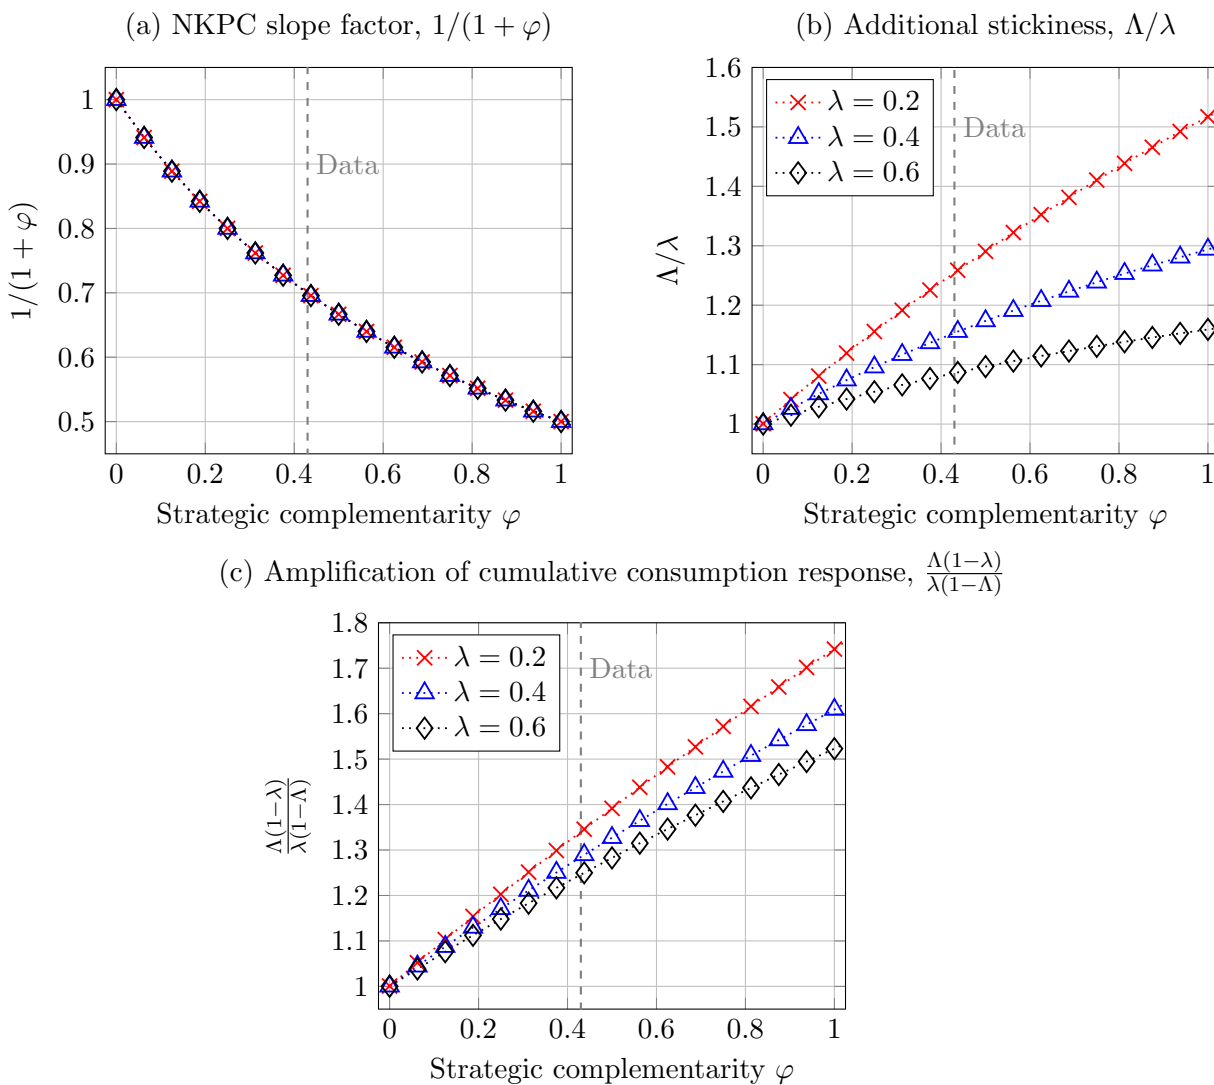 (a) NKPC slope factor, 1/(1 + φ)
1/(1 + φ)
1
0.9
0.8
0.7
0.6
0.5
Data
0 0.2 0.4 0.6 0.8 1
Strategic complementarity φ
(b) Additional stickiness, Λ/λ
Λ/λ
1.6
1.5
1.4
1.3
1.2
1.1
1
λ = 0.2
λ = 0.4
λ = 0.6
Data
0 0.2 0.4 0.6 0.8 1
Strategic complementarity φ
(c) Amplification of cumulative consumption response, Λ(1−λ)/λ(1−Λ)
Λ(1−λ)/λ(1−Λ)
1.8
1.7
1.6
1.5
1.4
1.3
1.2
1.1
1
λ = 0.2
λ = 0.4
λ = 0.6
Data
0 0.2 0.4 0.6 0.8 1
Strategic complementarity φ